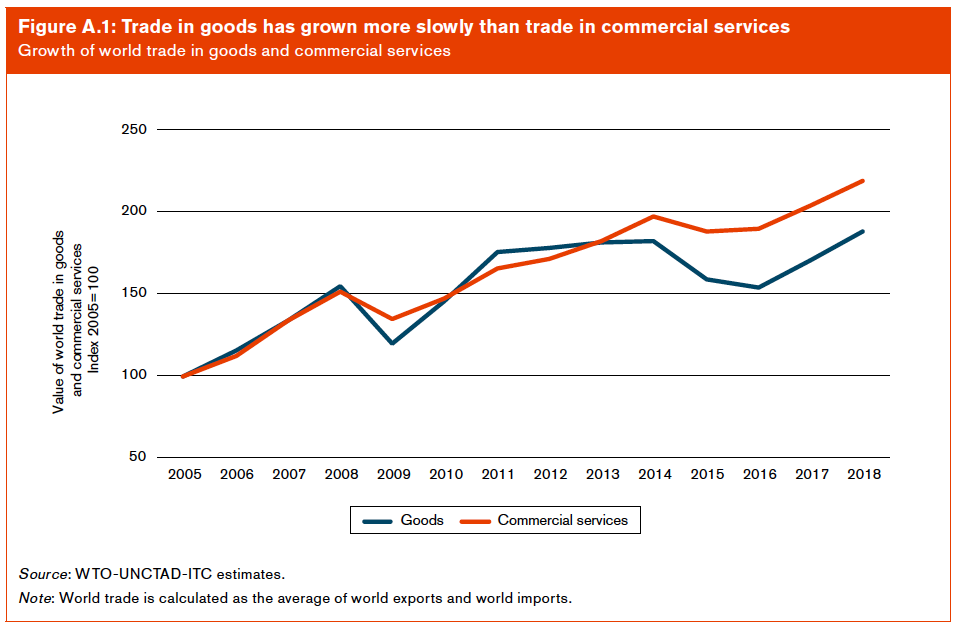 Figure A.1: Trade in goods has grown more slowly than trade in commercial services
Growth of world trade in goods and commercial services
Value of world trade in goods
and commercial services
Index 2005=100
250
200
150
100
50
2005 2006 2007 2008 2009 2010 2011 2012 2013 2014 2015 2016 2017 2018
Goods Commercial services
Source: WTO-UNCTAD-ITC estimates.
Note: World trade is calculated as the average of world exports and world imports.